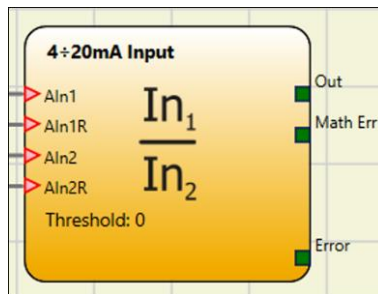 4÷20mA Input
AIn1
AIn1R
AIn2
AIn2R
In₁
In₂
Threshold: 0
Out
Math Err
Error